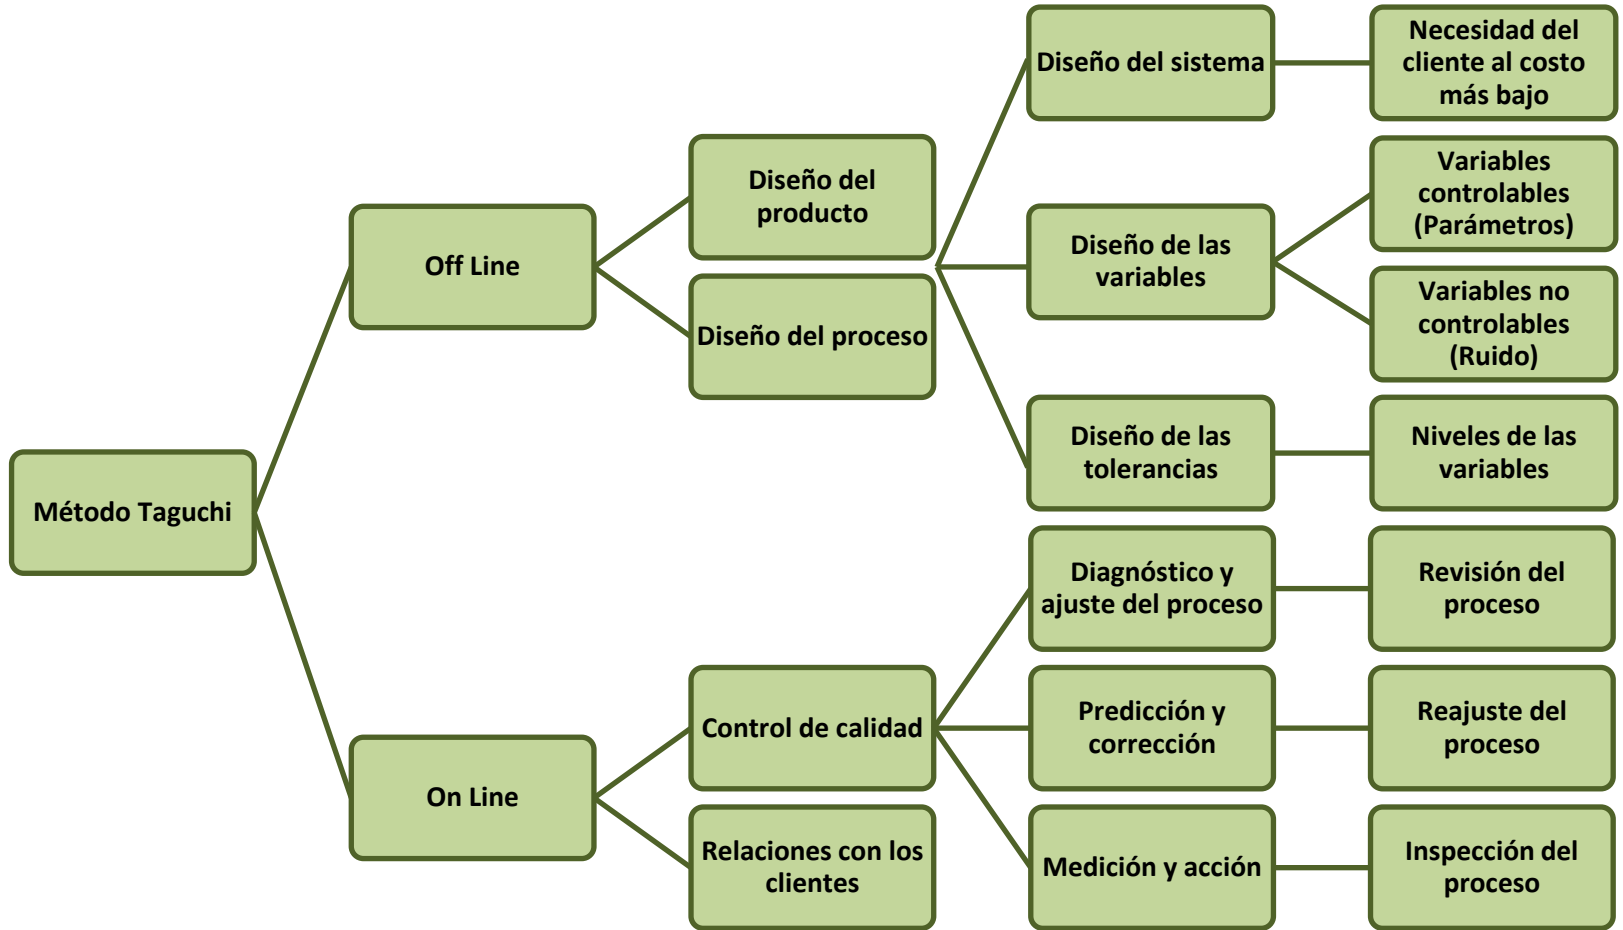 Método Taguchi
Off Line
On Line
Diseño del
producto
Diseño del proceso
Control de calidad
Relaciones con los
clientes
Diseño del sistema
Diseño de las
variables
Diseño de las
tolerancias
Diagnóstico y
ajuste del proceso
Predicción y
corrección
Medición y acción
Necesidad del
cliente al costo
más bajo
Variables
controlables
(Parámetros)
Variables no
controlables
(Ruido)
Niveles de las
variables
Revisión del
proceso
Reajuste del
proceso
Inspección del
proceso